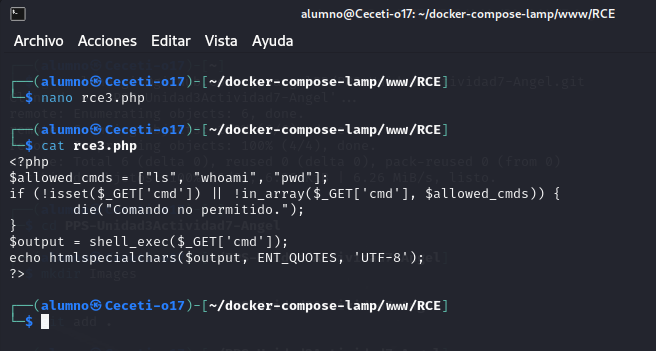 alumno@Ceceti-o17: ~/docker-compose-lamp/www/RCE
Archivo Acciones Editar Vista Ayuda
┌──(alumno㉿Ceceti-o17)-[~/docker-compose-lamp/www/RCE]
└─$ nano rce3.php
┌──(alumno㉿Ceceti-o17)-[~/docker-compose-lamp/www/RCE]
└─$ cat rce3.php
<?php
$allowed_cmds = ["ls", "whoami", "pwd"];
if (!isset($_GET['cmd']) || !in_array($_GET['cmd'], $allowed_cmds)) {
        die("Comando no permitido.");
}
$output = shell_exec($_GET['cmd']);
echo htmlspecialchars($output, ENT_QUOTES, 'UTF-8');
?>
┌──(alumno㉿Ceceti-o17)-[~/docker-compose-lamp/www/RCE]
└─$